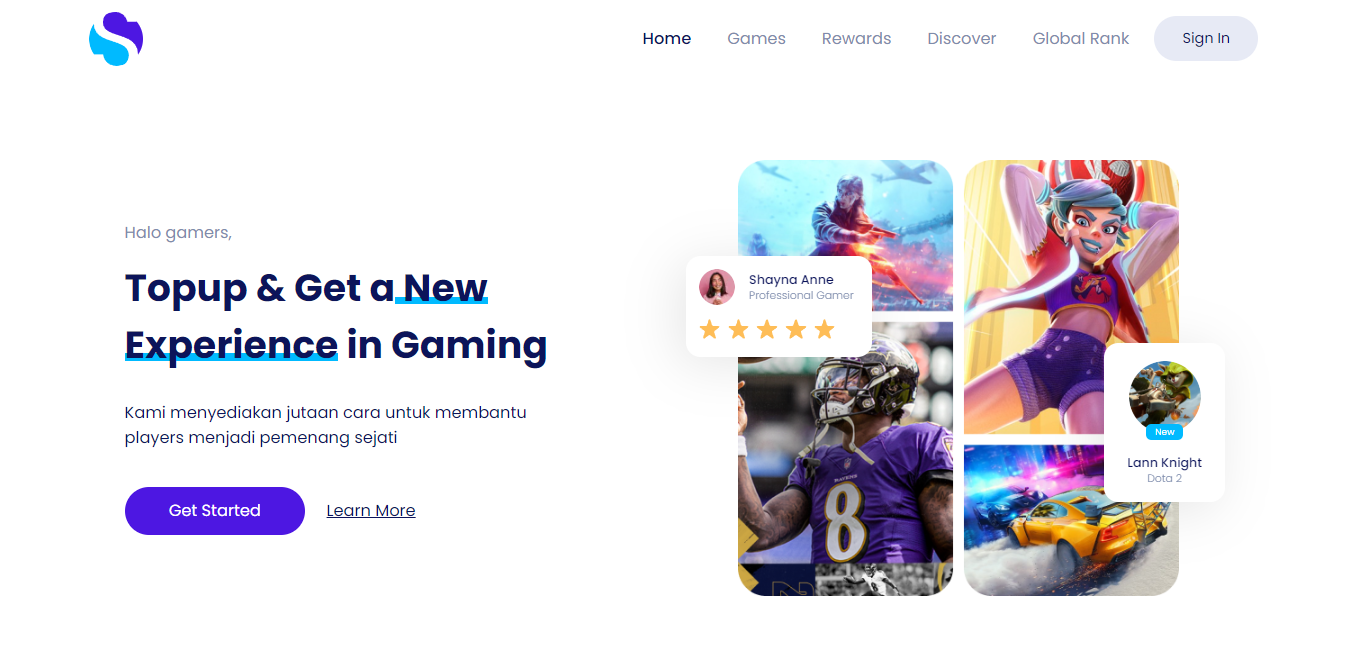 Home Games Rewards Discover Global Rank Sign In
Halo gamers,
Topup & Get a New
Experience in Gaming
Kami menyediakan jutaan cara untuk membantu
players menjadi pemenang sejati
Get Started Learn More
Shayna Anne
Professional Gamer
RAVENS
8
New
Lann Knight
Dota 2